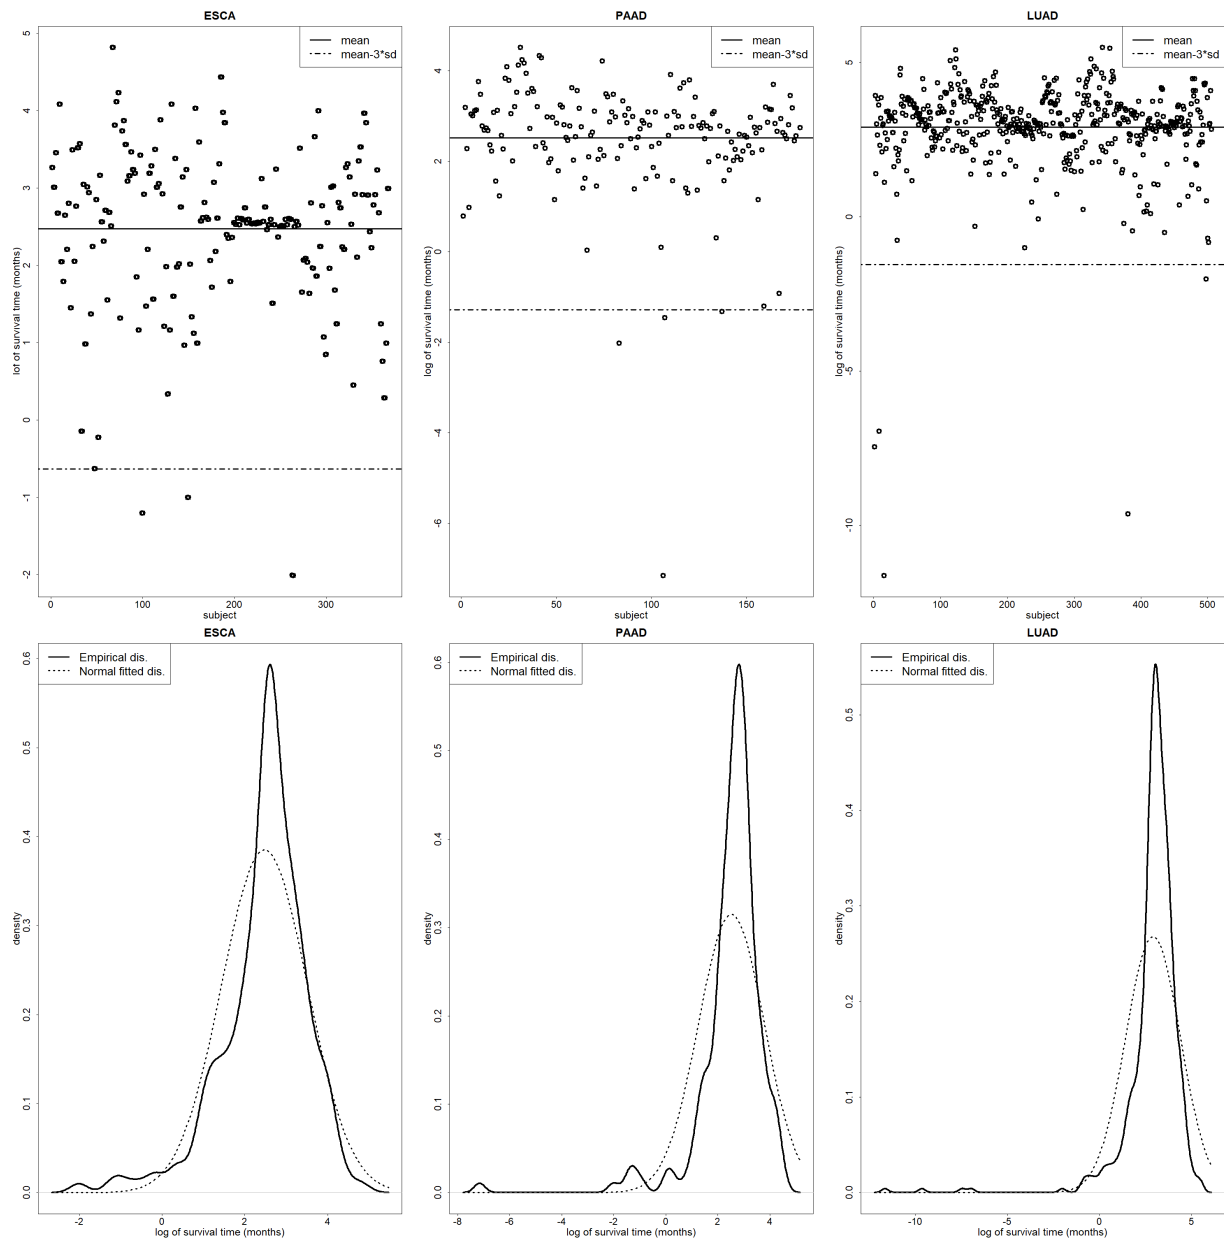 ESCA
mean
mean-3*sd
5
4
3
2
1
0
-1
-2
lot of survival time (months)
0
100
200
300
subject
PAAD
mean
mean-3*sd
4
2
0
-2
-4
-6
log of survival time (months)
0
50
100
150
subject
LUAD
mean
mean-3*sd
5
0
-5
-10
log of survival time (months)
0
100
200
300
400
500
subject
ESCA
Empirical dis.
Normal fitted dis.
0.6
0.5
0.4
0.3
0.2
0.1
0.0
density
-2
0
2
4
log of survival time (months)
PAAD
Empirical dis.
Normal fitted dis.
0.6
0.5
0.4
0.3
0.2
0.1
0.0
density
-8
-6
-4
-2
0
2
4
log of survival time (months)
LUAD
Empirical dis.
Normal fitted dis.
0.5
0.4
0.3
0.2
0.1
0.0
density
-10
-5
0
5
log of survival time (months)